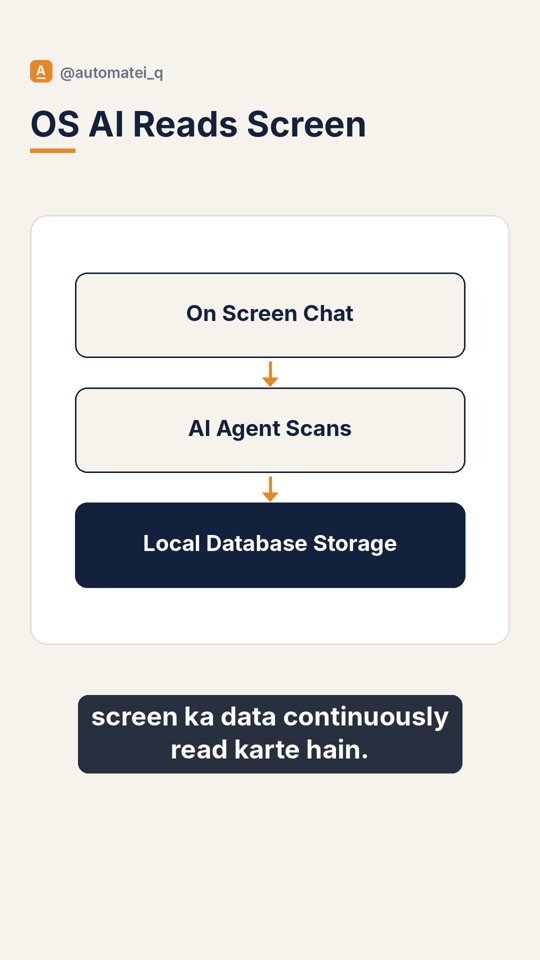 A
@automatei_q
OS AI Reads Screen
On Screen Chat
AI Agent Scans
Local Database Storage
screen ka data continuously
read karte hain.